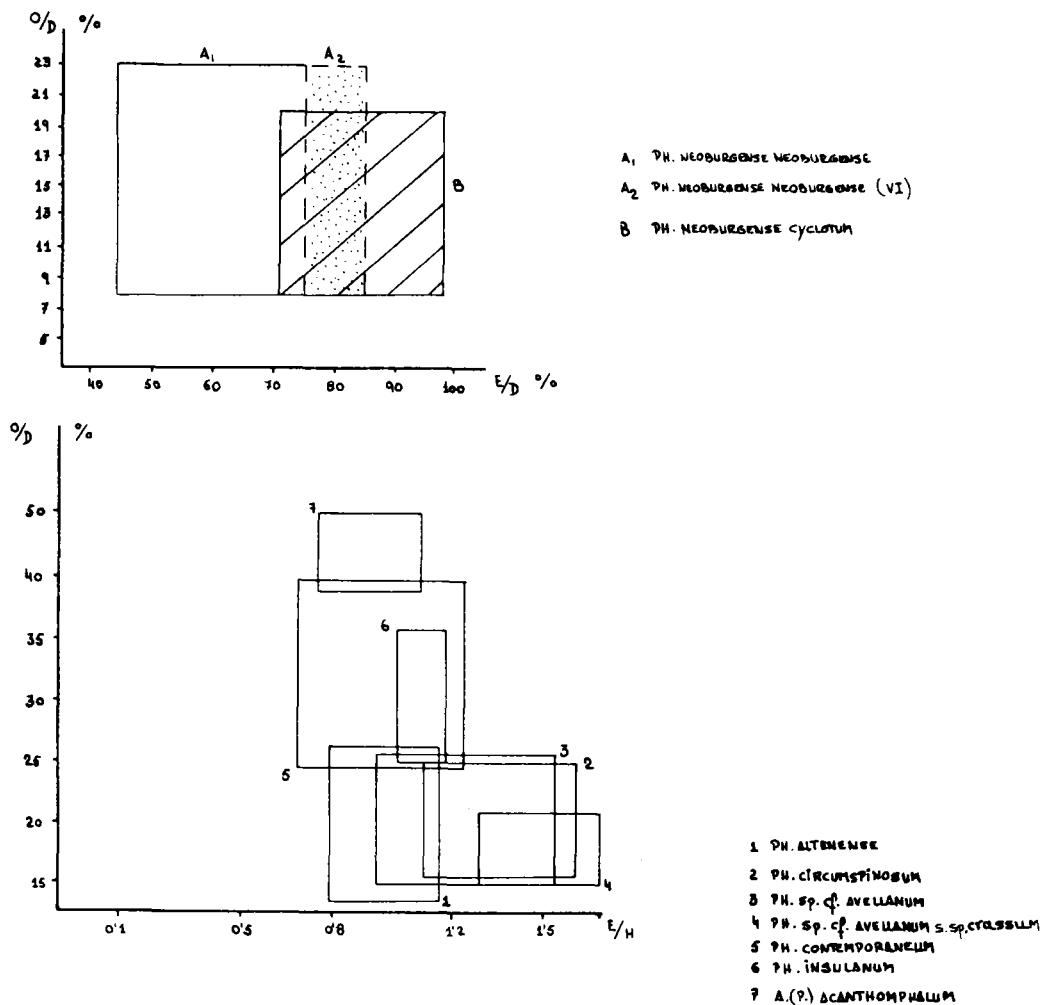 O/D %
A₁ A₂
23
21
19
17
15
13
11
9
7
5
B
40 50 60 70 80 90 100 E/D %
A₁ PH. NEOBURGENSE NEOBURGENSE
A₂ PH. NEOBURGENSE NEOBURGENSE (VI)
B PH. NEOBURGENSE CYCLOTUM
O/D %
50
40
35
30
25
20
15
7
6
5
3
2
4
1
0'1 0'5 0'8 E/H 1'2 1'5
1 PH. ALTENENSE
2 PH. CIRCUMSPINOSUM
3 PH. sp. cf. AVELLANUM
4 PH. sp. cf. AVELLANUM s.sp. CRASSUM
5 PH. CONTEMPORANEUM
6 PH. INSULANUM
7 A.(P.) ACANTHOMPHALUM